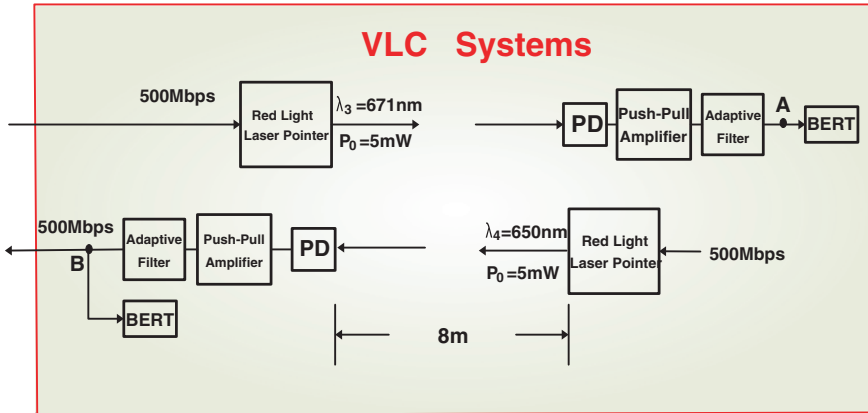 VLC Systems
500Mbps
Red Light
Laser Pointer
λ3 =671nm
P0 =5mW
PD
Push-Pull
Amplifier
Adaptive
Filter
A
BERT
500Mbps
B
Adaptive
Filter
Push-Pull
Amplifier
PD
λ4=650nm
P0 =5mW
Red Light
Laser Pointer
500Mbps
BERT
8m